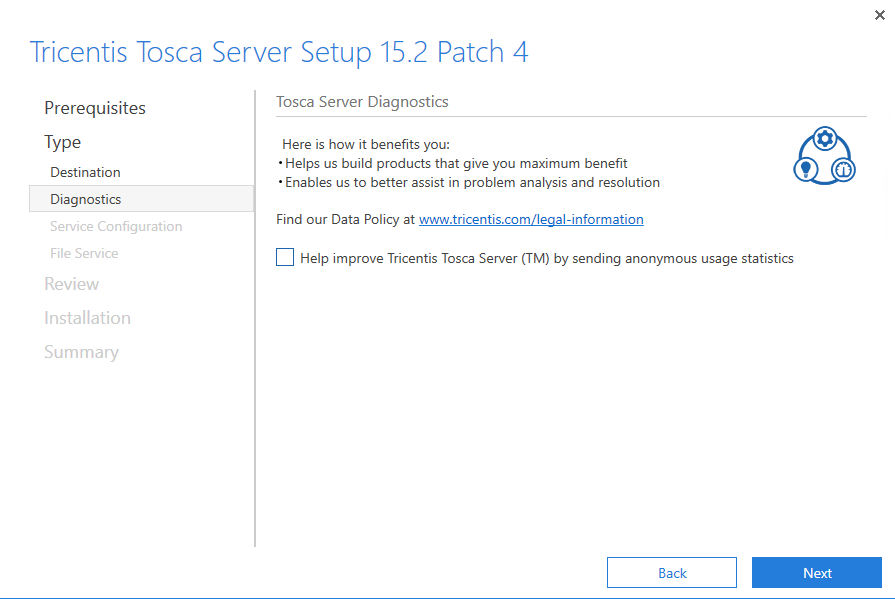 Tricentis Tosca Server Setup 15.2 Patch 4
Prerequisites
Type
Destination
Diagnostics
Service Configuration
File Service
Review
Installation
Summary
Tosca Server Diagnostics
Here is how it benefits you:
•Helps us build products that give you maximum benefit
•Enables us to better assist in problem analysis and resolution
Find our Data Policy at www.tricentis.com/legal-information
Help improve Tricentis Tosca Server (TM) by sending anonymous usage statistics
Back
Next